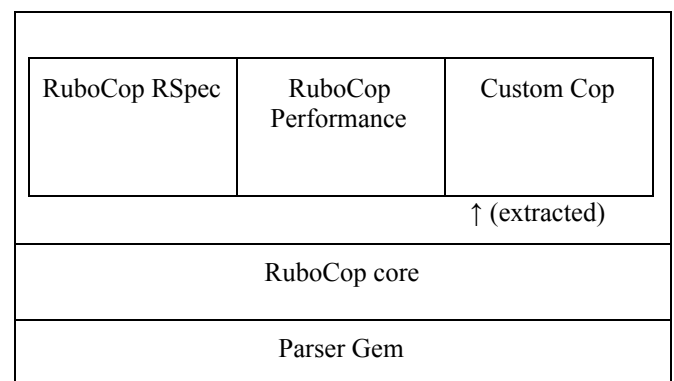 RuboCop RSpec
RuboCop
Performance
Custom Cop
↑ (extracted)
RuboCop core
Parser Gem